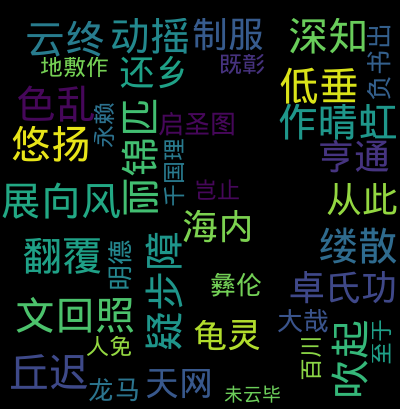 云终
动摇
制服
深知
负书出
地敷作
还乡
既彰
低垂
色乱
永赖
丽锦匹
启圣图
作晴虹
悠扬
千国理
亨通
岂止
展向风
从此
海内
翻覆
明德
疑步障
缕散
彝伦
卓氏功
文回照
龟灵
大哉
人免
百川
吹起
至于
丘迟
龙马
天网
未云毕